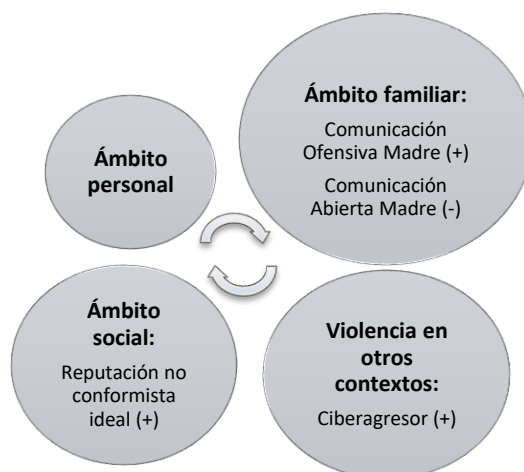 Ámbito
personal
Ámbito familiar:
Comunicación
Ofensiva Madre (+)
Comunicación
Abierta Madre (-)
Ámbito
social:
Reputación no
conformista
ideal (+)
Violencia en
otros
contextos:
Ciberagresor (+)